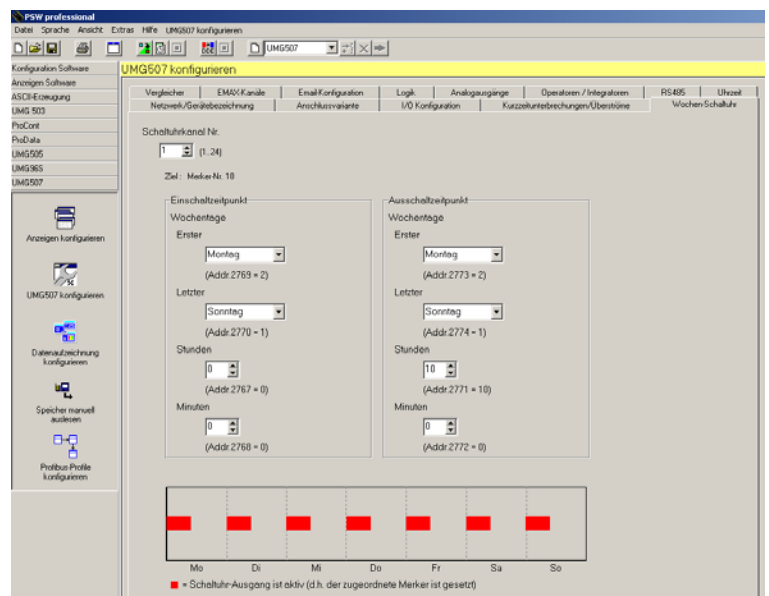 PSW professional
Datei Sprache Ansicht Extras Hilfe UMG507 konfigurieren
UMG507
Konfiguration Software
Anzeigen Software
ASCII-Erzeugung
UMG 503
ProCont
ProData
UMG505
UMG96S
UMG507
Anzeigen konfigurieren
UMG507 konfigurieren
Datenaufzeichnung
konfigurieren
Speicher manuell
auslesen
Profibus-Profile
konfigurieren
UMG507 konfigurieren
Vergleicher EMAX-Kanäle Email-Konfiguration Logik Analogausgänge Operatoren / Integratoren RS485 Uhrzeit
Netzwerk-/Gerätebezeichnung Anschlussvariante I/O Konfiguration Kurzzeitunterbrechungen/Überströme Wochen-Schaltuhr
Schaltuhrkanal Nr.
1 (1..24)
Ziel : Merker-Nr. 10
Einschaltzeitpunkt
Wochentage
Erster
Montag
(Addr.2769 = 2)
Letzter
Sonntag
(Addr.2770 = 1)
Stunden
0
(Addr.2767 = 0)
Minuten
0
(Addr.2768 = 0)
Ausschaltzeitpunkt
Wochentage
Erster
Montag
(Addr.2773 = 2)
Letzter
Sonntag
(Addr.2774 = 1)
Stunden
10
(Addr.2771 = 10)
Minuten
0
(Addr.2772 = 0)
Mo Di Mi Do Fr Sa So
= Schaltuhr-Ausgang ist aktiv (d.h. der zugeordnete Merker ist gesetzt)